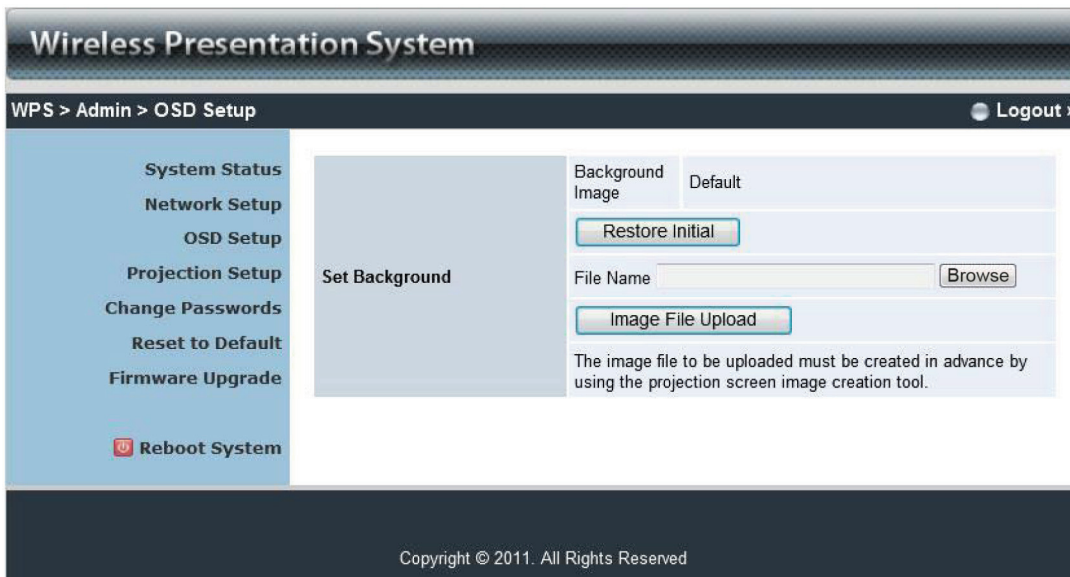 Wireless Presentation System
WPS > Admin > OSD Setup
Logout »
System Status
Network Setup
OSD Setup
Projection Setup
Change Passwords
Reset to Default
Firmware Upgrade
Reboot System
Set Background
Background
Image
Default
Restore Initial
File Name
Browse
Image File Upload
The image file to be uploaded must be created in advance by
using the projection screen image creation tool.
Copyright © 2011. All Rights Reserved